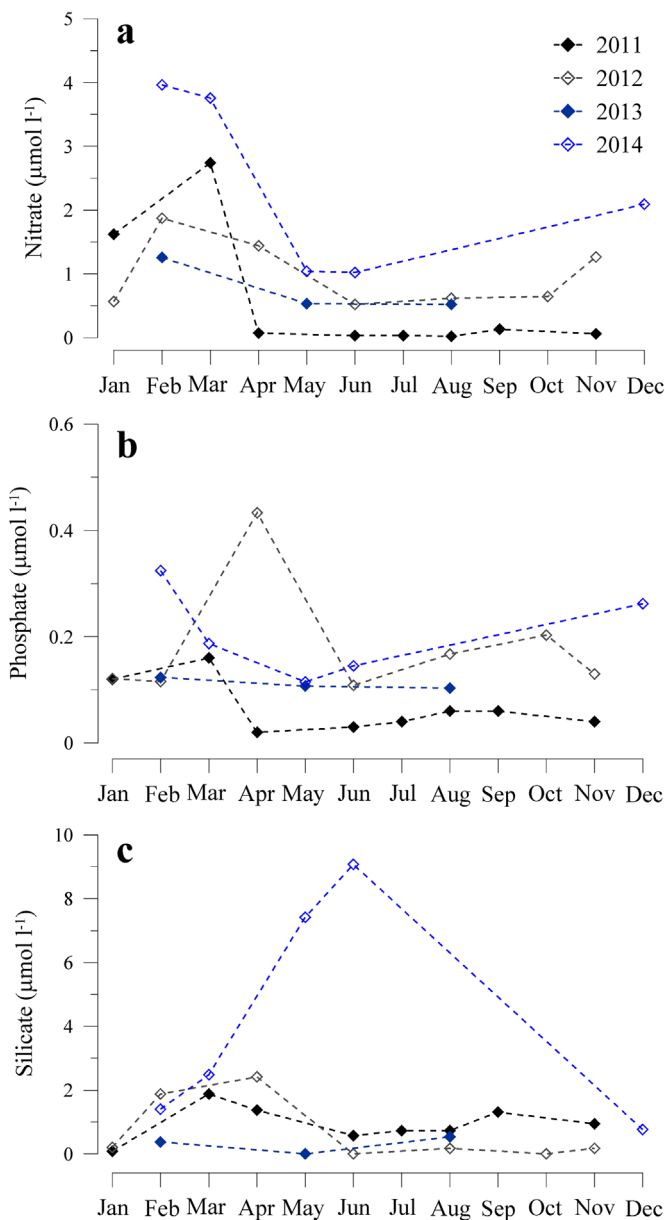 a
2011
2012
2013
2014
Nitrate (μmol l⁻¹)
5
4
3
2
1
0
Jan Feb Mar Apr May Jun Jul Aug Sep Oct Nov Dec
b
Phosphate (μmol l⁻¹)
0.6
0.4
0.2
0
Jan Feb Mar Apr May Jun Jul Aug Sep Oct Nov Dec
c
Silicate (μmol l⁻¹)
10
8
6
4
2
0
Jan Feb Mar Apr May Jun Jul Aug Sep Oct Nov Dec